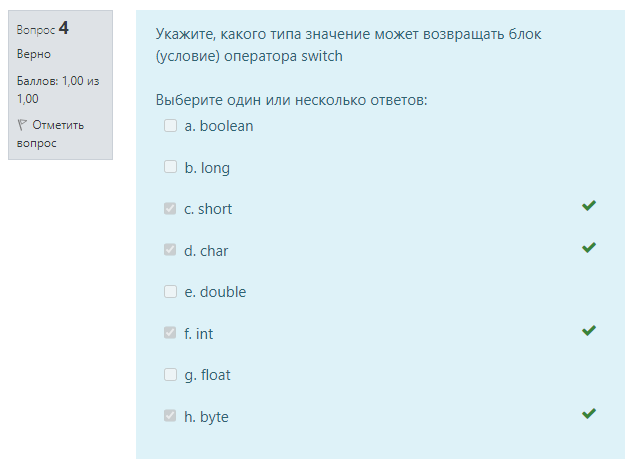 Вопрос 4
Верно
Баллов: 1,00 из
1,00
Отметить
вопрос
Укажите, какого типа значение может возвращать блок
(условие) оператора switch
Выберите один или несколько ответов:
a. boolean
b. long
c. short
d. char
e. double
f. int
g. float
h. byte